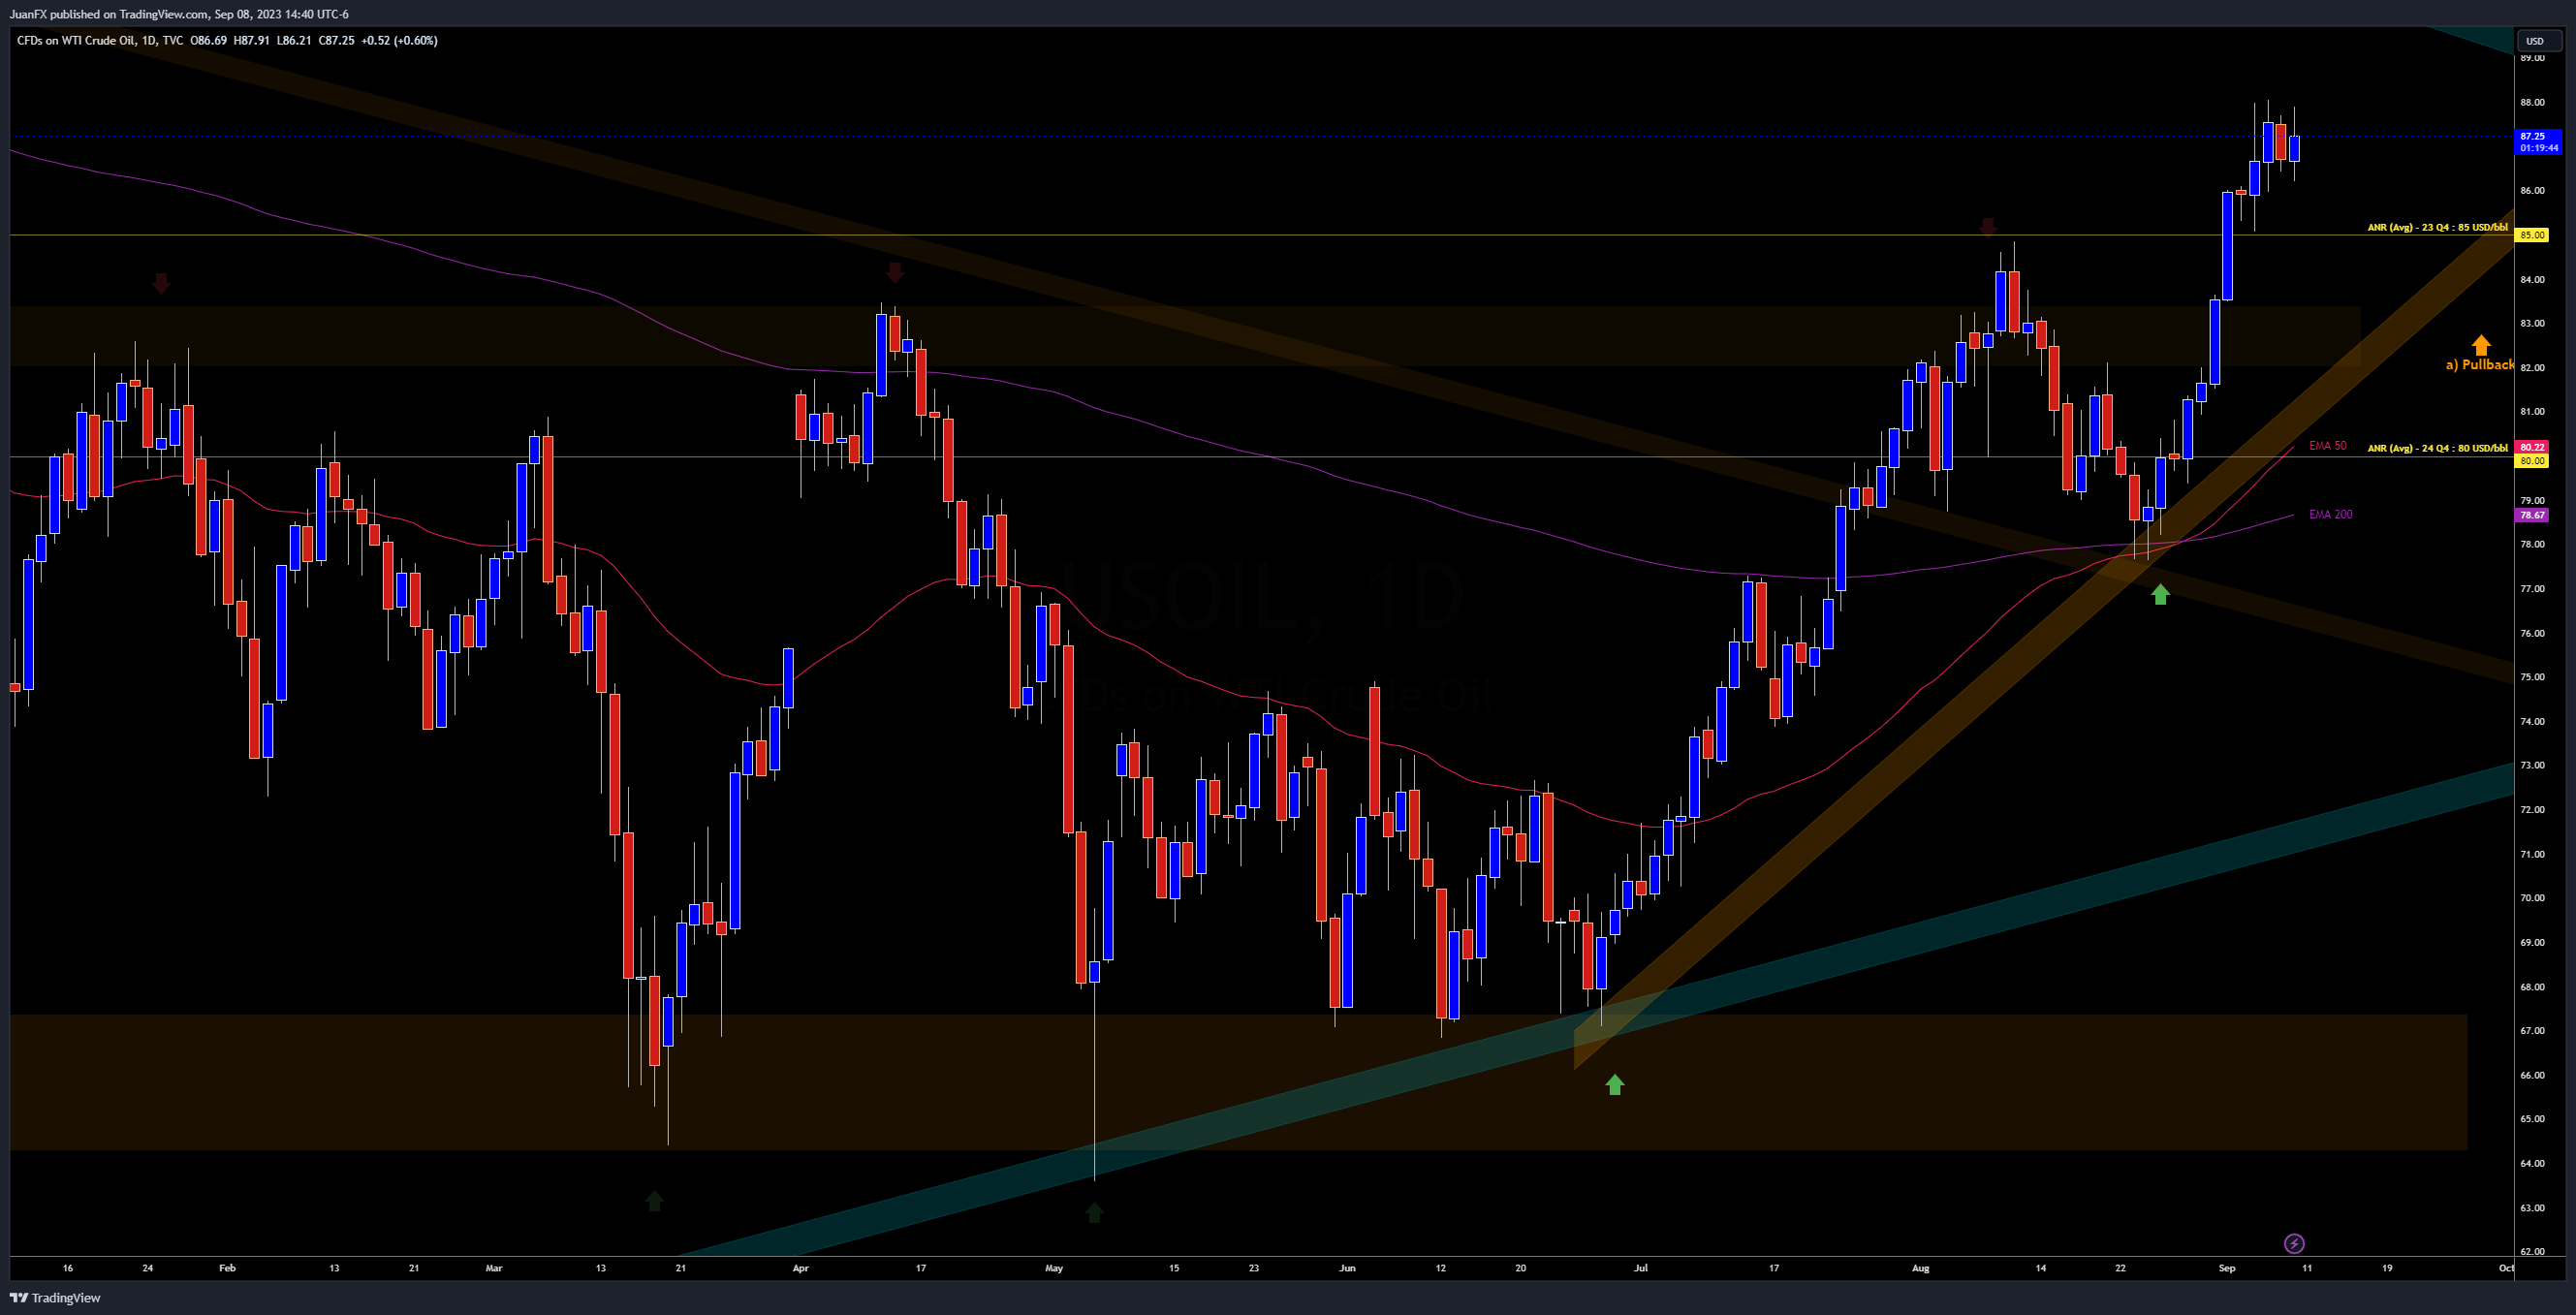 JuanFX published on TradingView.com, Sep 08, 2023 14:40 UTC-6
CFDs on WTI Crude Oil, 1D, TVC O86.69 H87.91 L86.21 C87.25 +0.52 (+0.60%)
USD
89.00
88.00
87.25
01:19:44
86.00
ANR (Avg) - 23 Q4 : 85 USD/bbl
85.00
84.00
83.00
a) Pullback
82.00
81.00
EMA 50
ANR (Avg) - 24 Q4 : 80 USD/bbl
80.22
80.00
79.00
EMA 200
78.67
78.00
77.00
USOIL, 1D
76.00
75.00
CFDs on WTI Crude Oil
74.00
73.00
72.00
71.00
70.00
69.00
68.00
67.00
66.00
65.00
64.00
63.00
62.00
16 24 Feb 13 21 Mar 13 21 Apr 17 May 15 23 Jun 12 20 Jul 17 Aug 14 22 Sep 11 19 Oct
TradingView